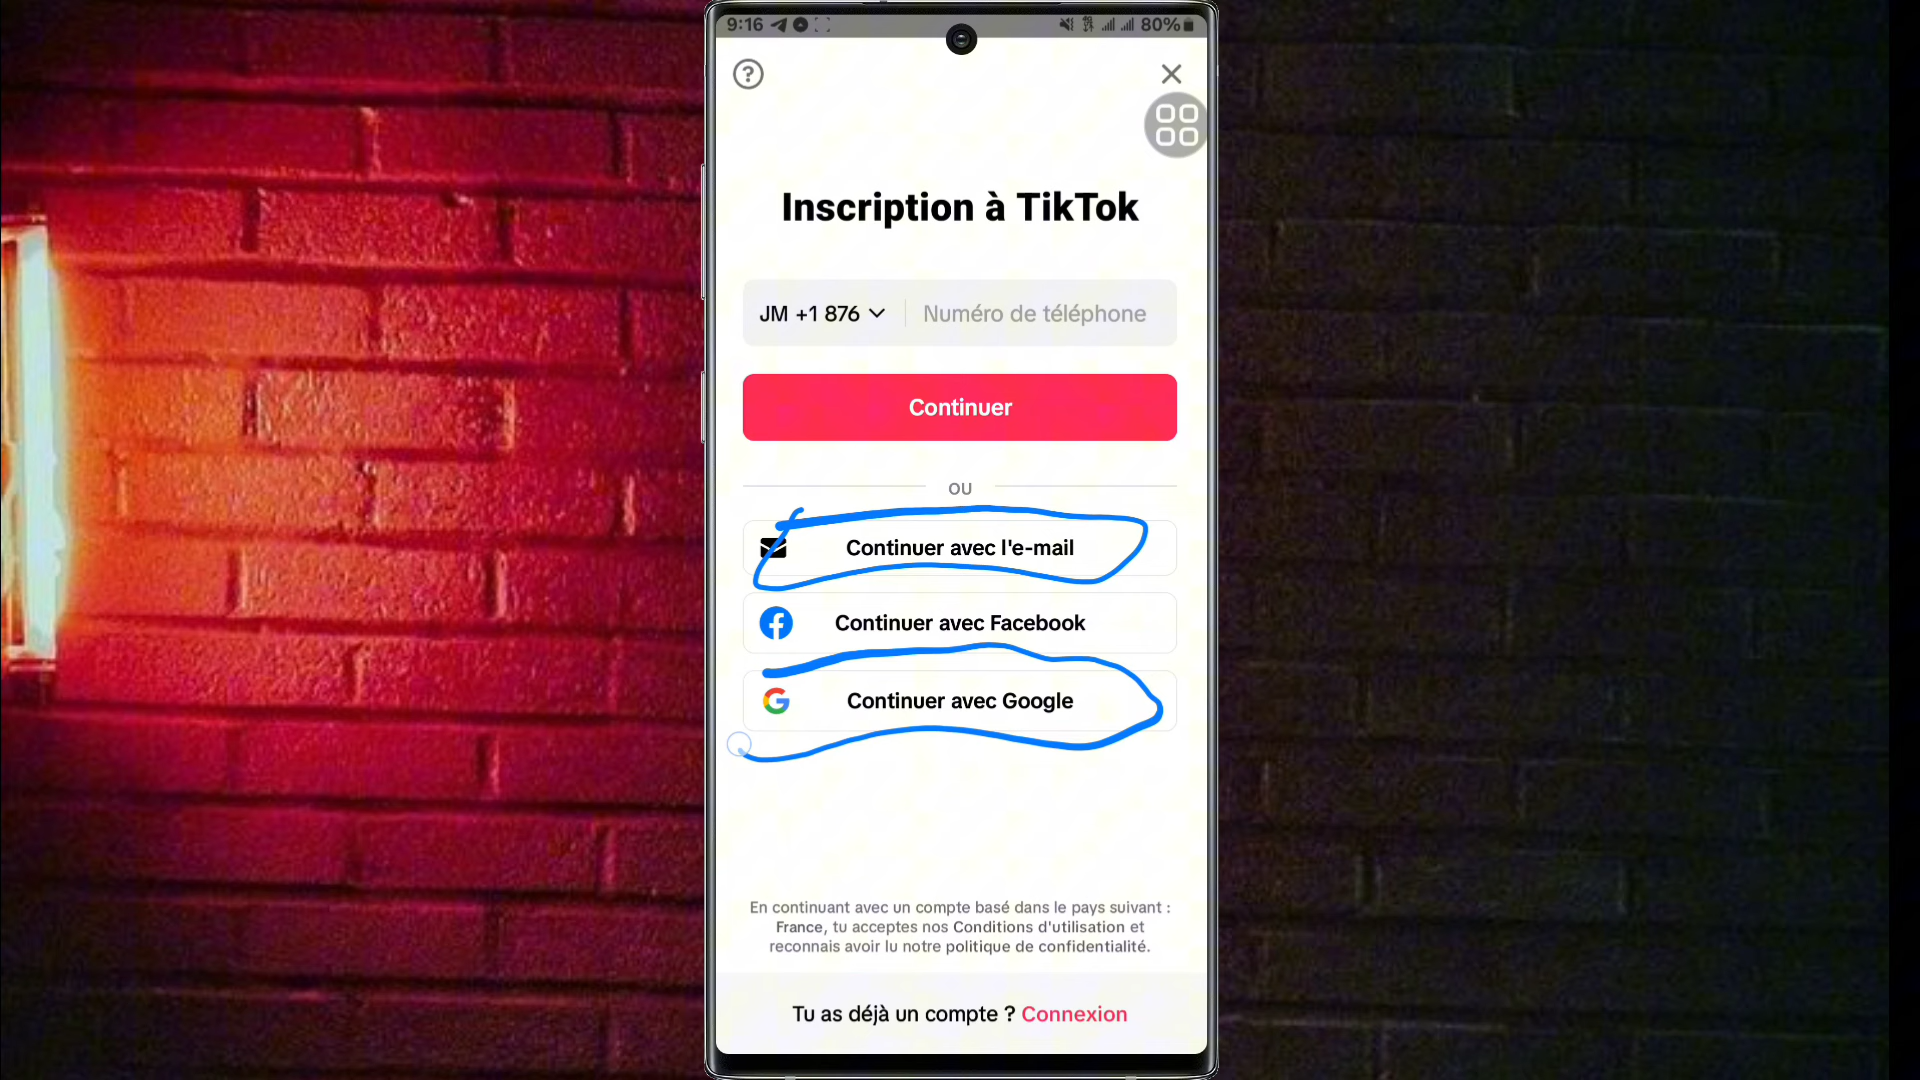 9:16
80%
Inscription à TikTok
JM +1 876
Numéro de téléphone
Continuer
OU
Continuer avec l'e-mail
Continuer avec Facebook
Continuer avec Google
En continuant avec un compte basé dans le pays suivant :
France, tu acceptes nos Conditions d'utilisation et
reconnais avoir lu notre politique de confidentialité.
Tu as déjà un compte ? Connexion